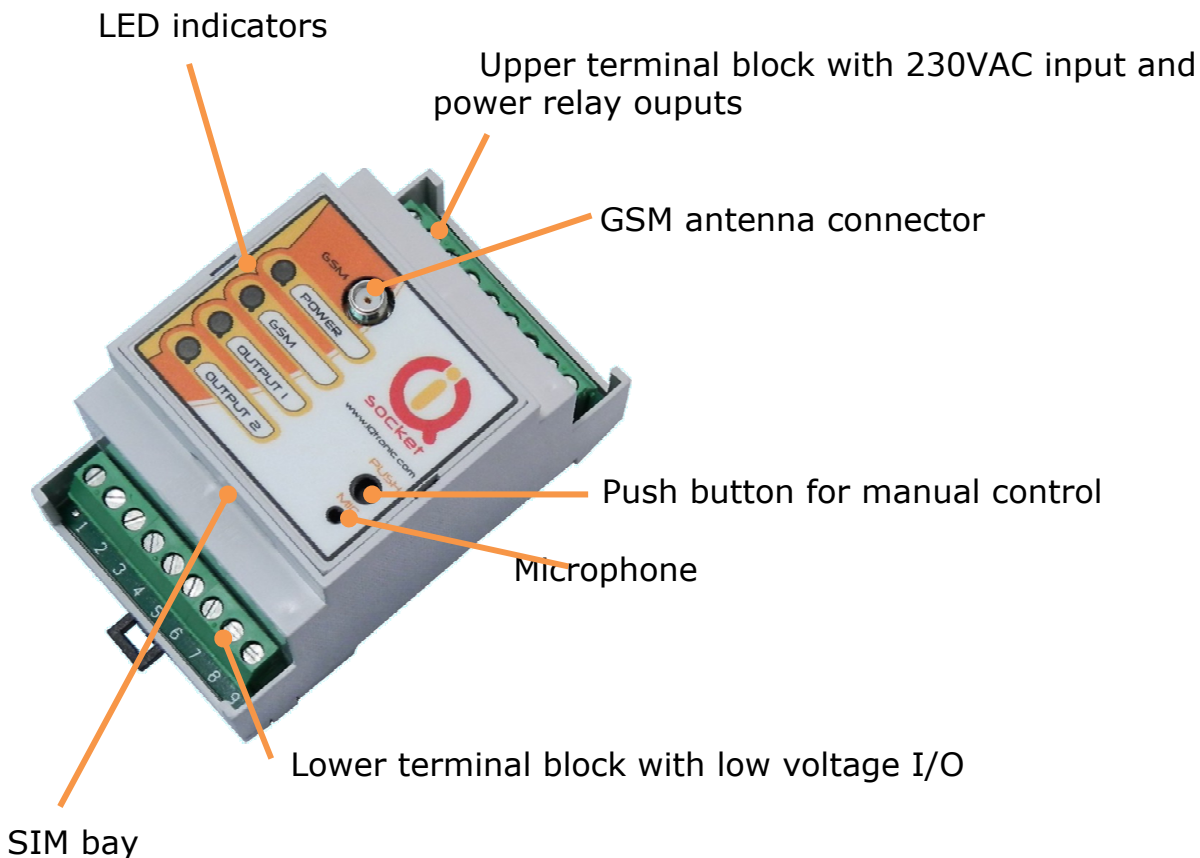 LED indicators
Upper terminal block with 230VAC input and
power relay ouputs
GSM antenna connector
GSM
POWER
GSM
OUTPUT 1
OUTPUT 2
iQ
socket
www.iQtronic.com
PUSH
MIC
Push button for manual control
Microphone
1 2 3 4 5 6 7 8 9
Lower terminal block with low voltage I/O
SIM bay